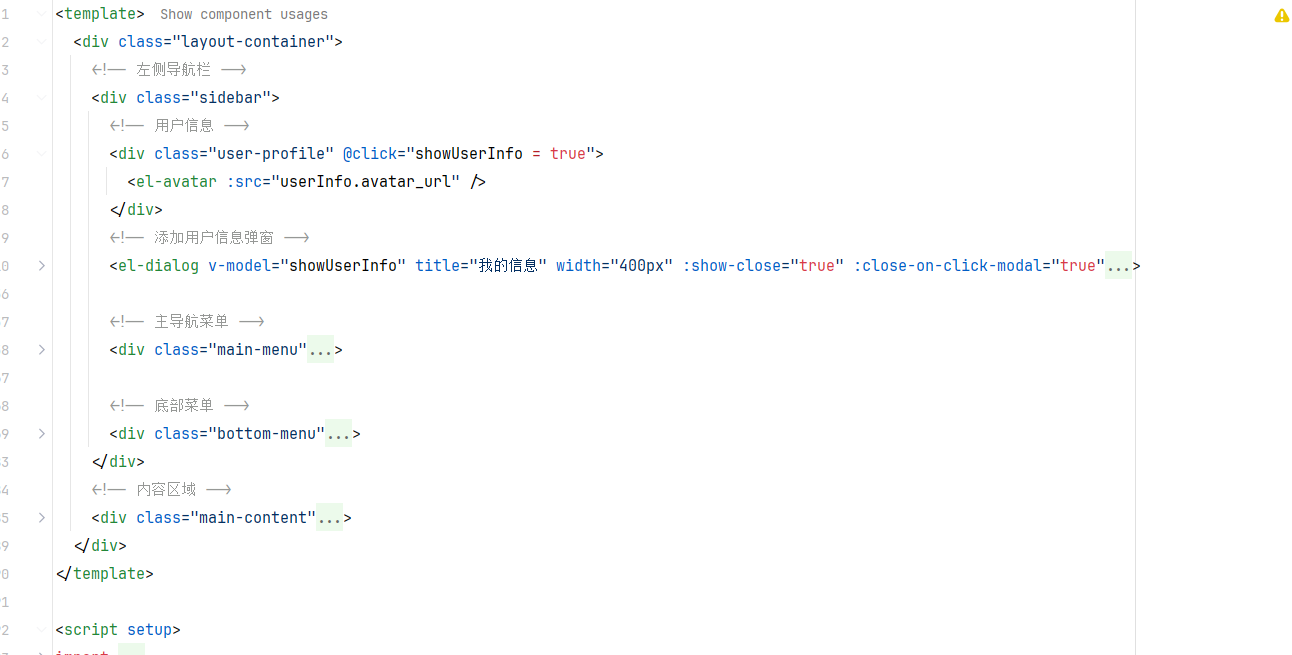 1 <template> Show component usages
2 <div class="layout-container">
3 <!-- 左侧导航栏 -->
4 <div class="sidebar">
5 <!-- 用户信息 -->
6 <div class="user-profile" @click="showUserInfo = true">
7 <el-avatar :src="userInfo.avatar_url" />
8 </div>
9 <!-- 添加用户信息弹窗 -->
0 <el-dialog v-model="showUserInfo" title="我的信息" width="400px" :show-close="true" :close-on-click-modal="true"...>
6
7 <!-- 主导航菜单 -->
8 <div class="main-menu"...>
7
8 <!-- 底部菜单 -->
9 <div class="bottom-menu"...>
3 </div>
4 <!-- 内容区域 -->
5 <div class="main-content"...>
9 </div>
0 </template>
1
2 <script setup>
import